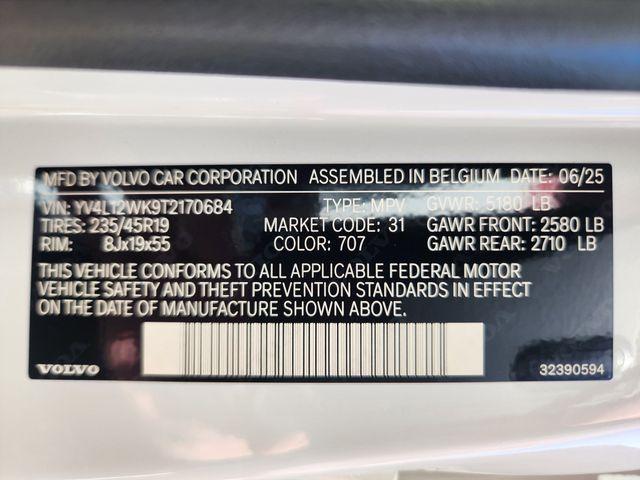 MFD BY VOLVO CAR CORPORATION ASSEMBLED IN BELGIUM DATE: 06/25
VIN: YV4L12WK9T2170684 TYPE: MPV GVWR: 5180 LB
TIRES: 235/45R19 MARKET CODE: 31 GAWR FRONT: 2580 LB
RIM: 8Jx19x55 COLOR: 707 GAWR REAR: 2710 LB
THIS VEHICLE CONFORMS TO ALL APPLICABLE FEDERAL MOTOR
VEHICLE SAFETY AND THEFT PREVENTION STANDARDS IN EFFECT
ON THE DATE OF MANUFACTURE SHOWN ABOVE.
VOLVO 32390594